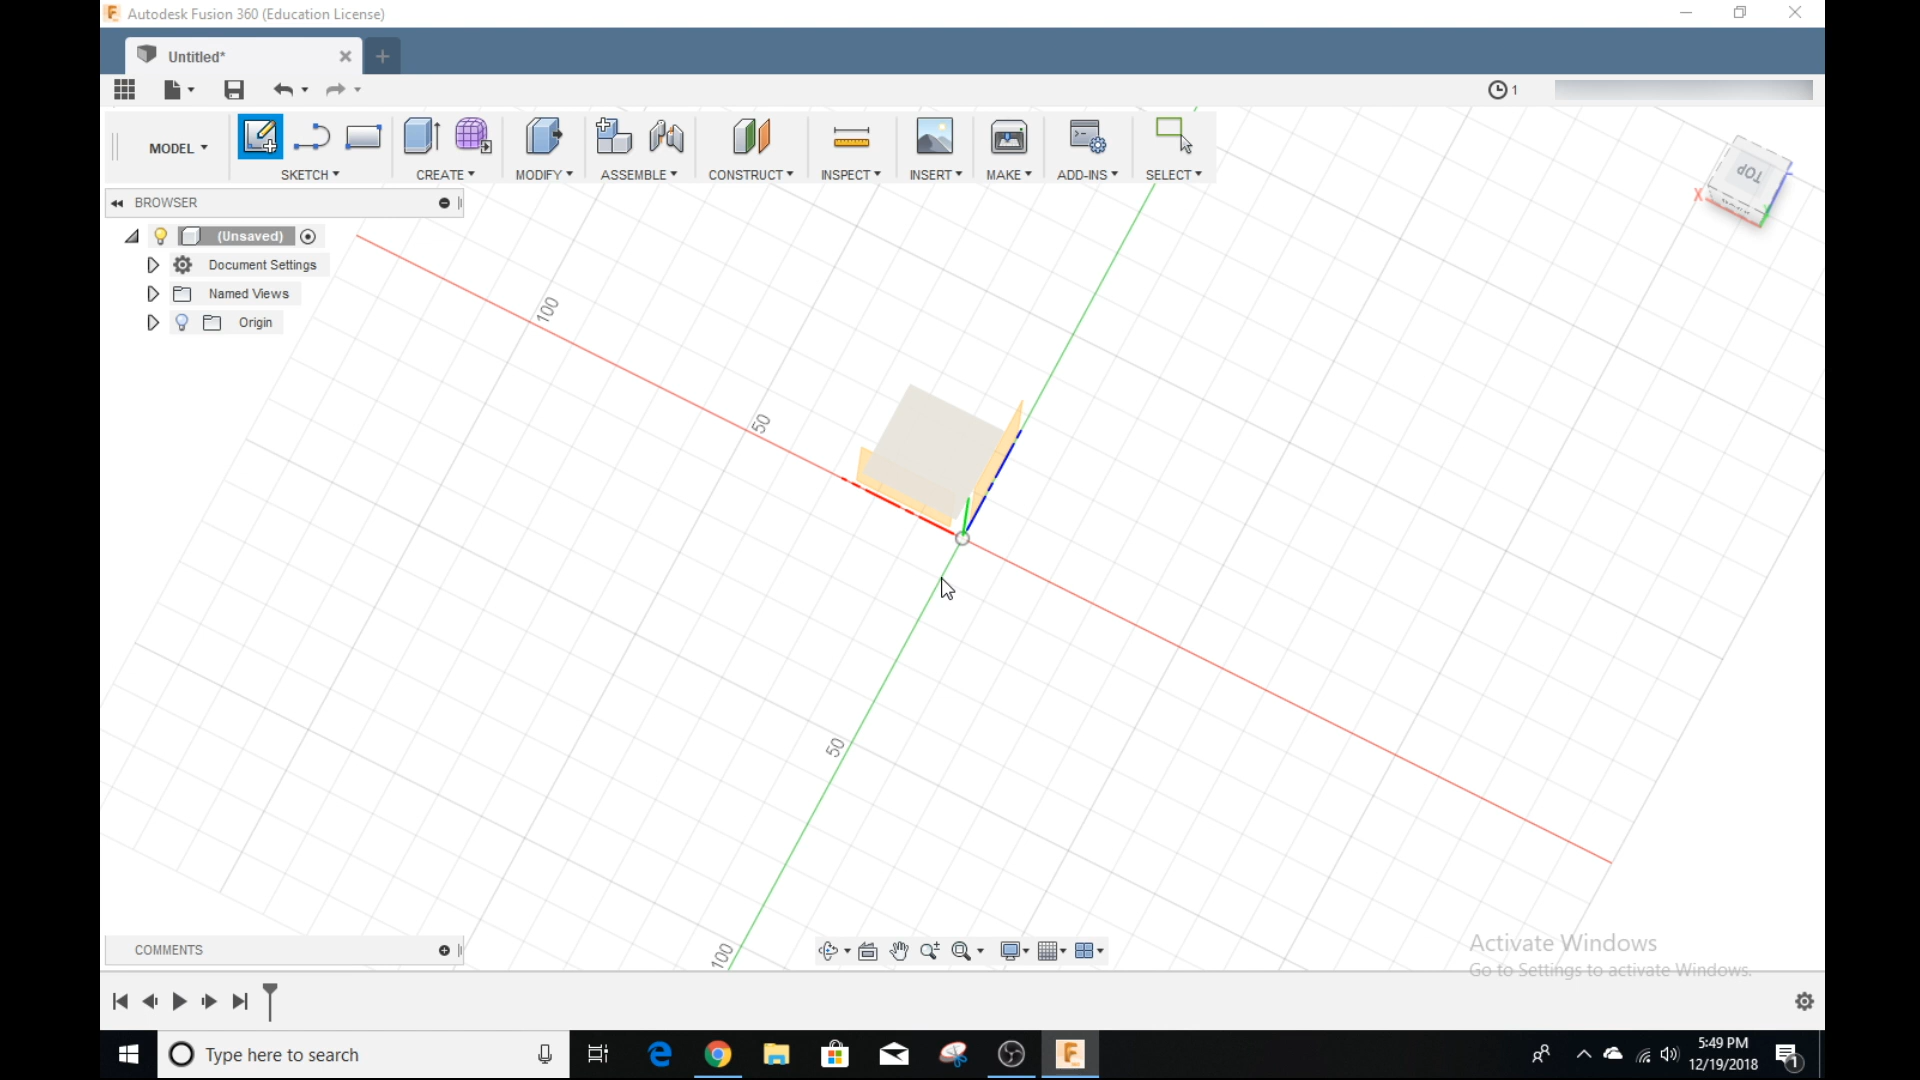 Autodesk Fusion 360 (Education License)
Untitled*
1
MODEL
SKETCH
CREATE
MODIFY
ASSEMBLE
CONSTRUCT
INSPECT
INSERT
MAKE
ADD-INS
SELECT
BROWSER
(Unsaved)
Document Settings
Named Views
Origin
TOP
X
100
50
50
100
COMMENTS
Activate Windows
Go to Settings to activate Windows.
Type here to search
5:49 PM
12/19/2018
1